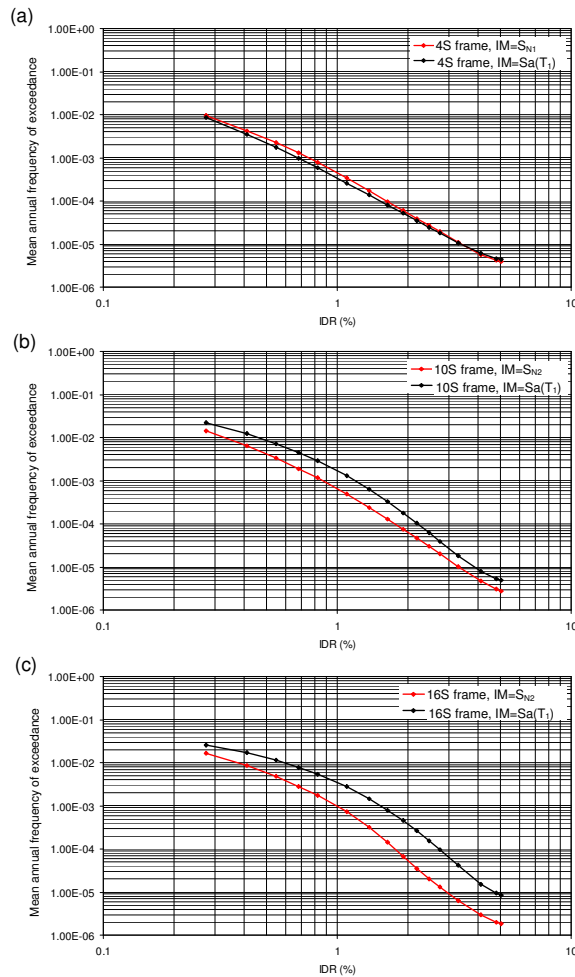 (a)
1.00E+00
1.00E-01
1.00E-02
1.00E-03
1.00E-04
1.00E-05
1.00E-06
Mean annual frequency of exceedance
4S frame, IM=S_N1
4S frame, IM=Sa(T_1)
0.1 1 10
IDR (%)
(b)
1.00E+00
1.00E-01
1.00E-02
1.00E-03
1.00E-04
1.00E-05
1.00E-06
Mean annual frequency of exceedance
10S frame, IM=S_N2
10S frame, IM=Sa(T_1)
0.1 1 10
IDR (%)
(c)
1.00E+00
1.00E-01
1.00E-02
1.00E-03
1.00E-04
1.00E-05
1.00E-06
Mean annual frequency of exceedance
16S frame, IM=S_N2
16S frame, IM=Sa(T_1)
0.1 1 10
IDR (%)